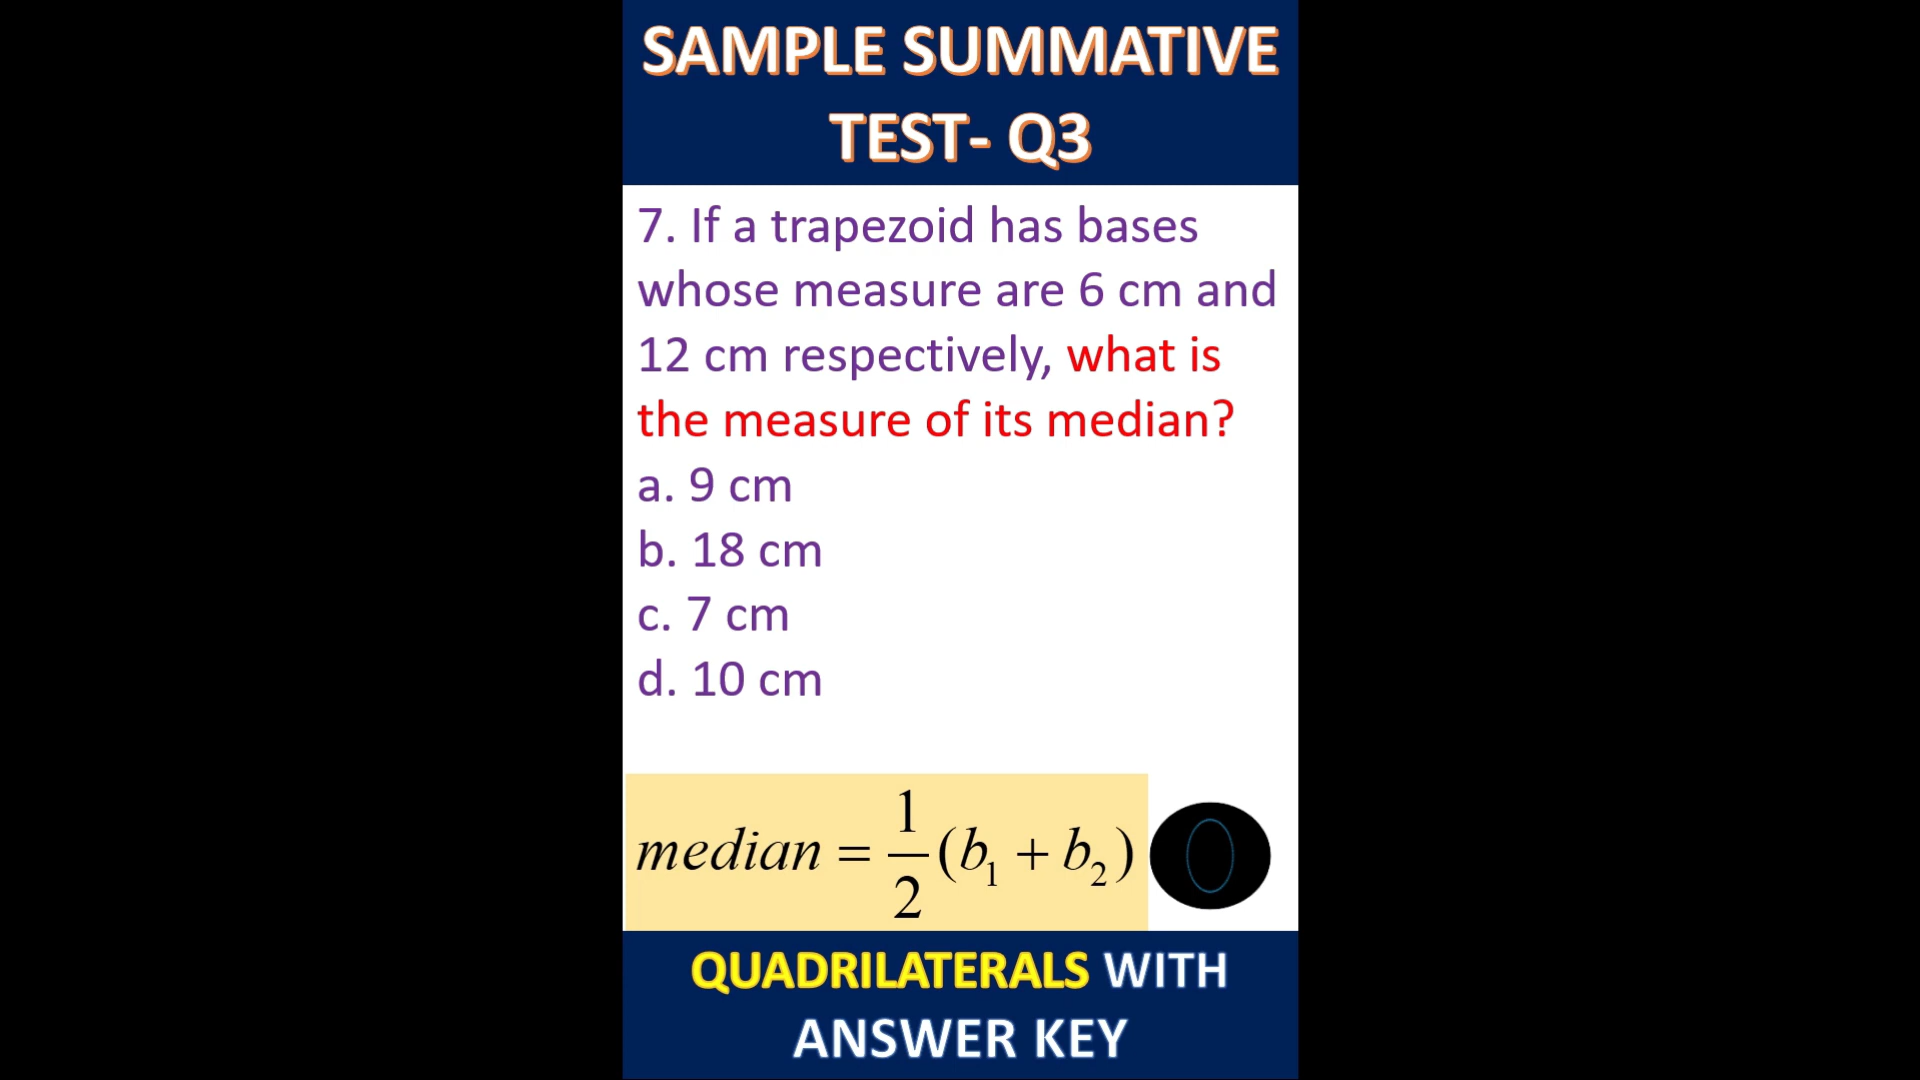 SAMPLE SUMMATIVE
TEST- Q3
7. If a trapezoid has bases
whose measure are 6 cm and
12 cm respectively, what is
the measure of its median?
a. 9 cm
b. 18 cm
c. 7 cm
d. 10 cm
median = 1/2 (b₁ + b₂)
0
QUADRILATERALS WITH
ANSWER KEY